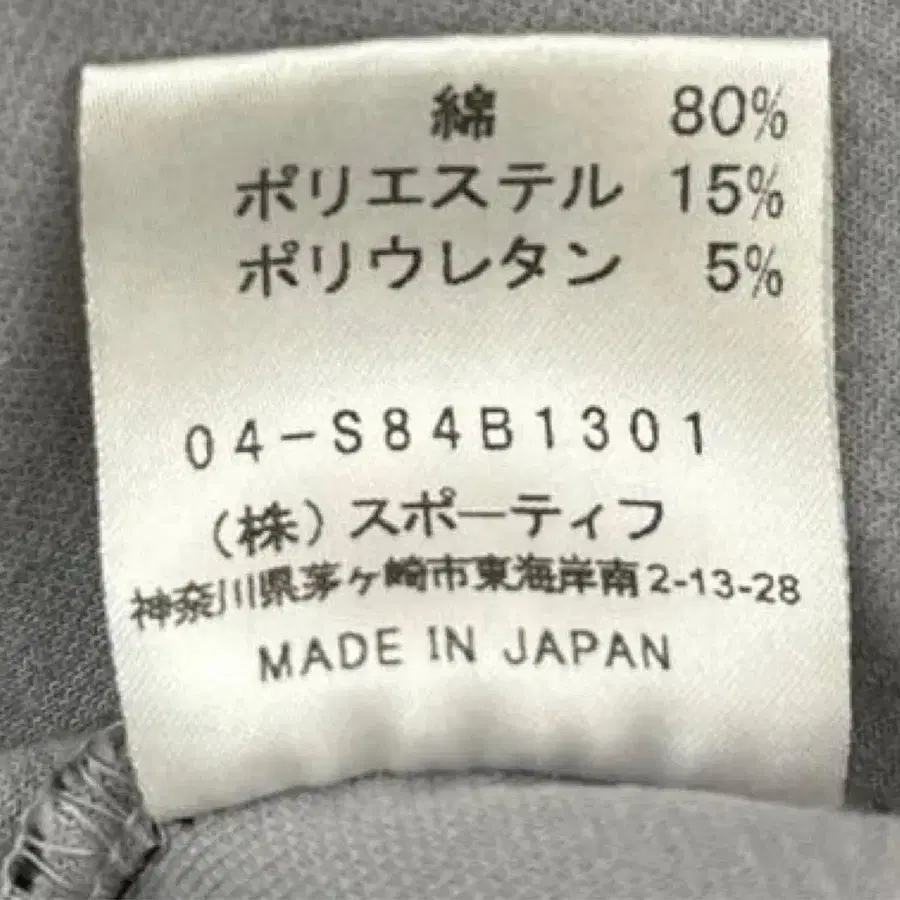 綿 80%
ポリエステル 15%
ポリウレタン 5%
04-S84B1301
(株)スポーティフ
神奈川県茅ヶ崎市東海岸南2-13-28
MADE IN JAPAN